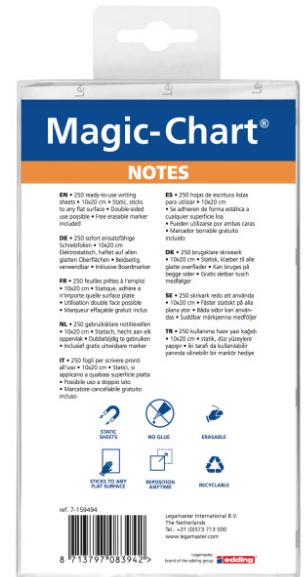 Magic-Chart®
NOTES
EN • 250 ready-to-use writing
sheets • 10x20 cm • Static, sticks
to any flat surface • Double-sided
use possible • Free erasable marker
included
DE • 250 sofort einsatzfähige
Schreibfolien • 10x20 cm
Elektrostatisch, haftet auf allen
glatten Oberflächen • Beidseitig
verwendbar • Inklusive Boardmarker
FR • 250 feuilles prêtes à l'emploi
• 10x20 cm • Statique, adhère à
n'importe quelle surface plate
• Utilisation double face possible
• Marqueur effaçable gratuit inclus
NL • 250 gebruiksklare notitievellen
• 10x20 cm • Statisch, hecht aan elk
oppervlak • Dubbelzijdig te gebruiken
• Inclusief gratis uitwisbare marker
IT • 250 fogli per scrivere pronti
all'uso • 10x20 cm • Statici, si
applicano a qualsiasi superficie piatta
• Possibile uso a doppio lato
• Marcatore cancellabile gratuito
incluso
ES • 250 hojas de escritura listas
para utilizar • 10x20 cm
• Se adhieren de forma estática a
cualquier superficie lisa
• Pueden utilizarse por ambas caras
• Marcador borrable gratuito
incluido
DK • 250 brugsklare skriveark
• 10x20 cm • Statisk, klæber til alle
glatte overflader • Kan bruges på
begge sider • Gratis sletbar tusch
medfølger
SE • 250 skrivark redo att använda
• 10x20 cm • Fäster statiskt på alla
plana ytor • Båda sidor kan använ-
das • Suddbar märkpenna medföljer
TR • 250 kullanıma hazır yazı kağıdı
• 10x20 cm • statik, düz yüzeylere
yapışır • iki tarafı da kullanılabilir
yanında silinebilir bir markör hediye
STATIC
SHEETS
NO GLUE
ERASABLE
STICKS TO ANY
FLAT SURFACE
REPOSITION
ANYTIME
RECYCLABLE
ref. 7-159494
8 713797 083942 >
Legamaster International B.V.
The Netherlands
Tel.: +31 (0)573 713 000
www.legamaster.com
Legamaster,
brand of the edding group
edding